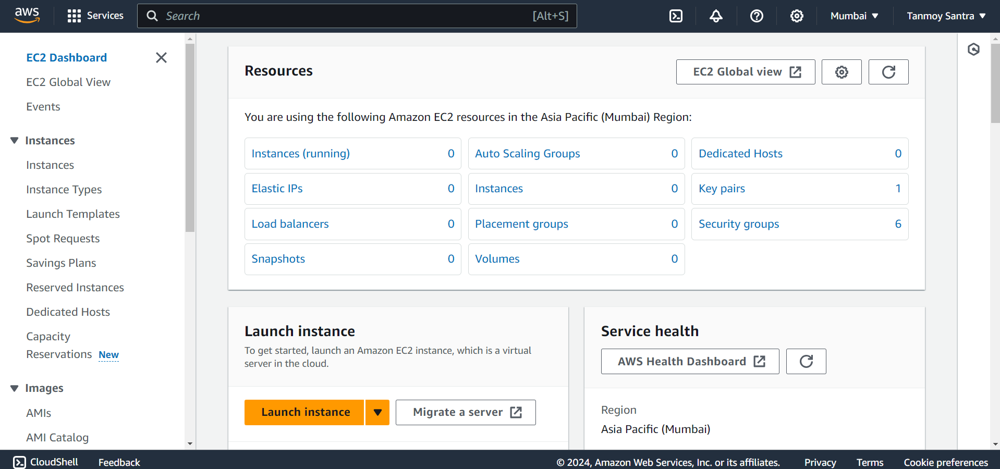 aws
Services
Search [Alt+S]
Mumbai
Tanmoy Santra
EC2 Dashboard
EC2 Global View
Events
Instances
Instances
Instance Types
Launch Templates
Spot Requests
Savings Plans
Reserved Instances
Dedicated Hosts
Capacity
Reservations New
Images
AMIs
AMI Catalog
Resources
EC2 Global view
You are using the following Amazon EC2 resources in the Asia Pacific (Mumbai) Region:
Instances (running) 0
Auto Scaling Groups 0
Dedicated Hosts 0
Elastic IPs 0
Instances 0
Key pairs 1
Load balancers 0
Placement groups 0
Security groups 6
Snapshots 0
Volumes 0
Launch instance
To get started, launch an Amazon EC2 instance, which is a virtual
server in the cloud.
Launch instance
Migrate a server
Service health
AWS Health Dashboard
Region
Asia Pacific (Mumbai)
CloudShell
Feedback
© 2024, Amazon Web Services, Inc. or its affiliates.
Privacy
Terms
Cookie preferences